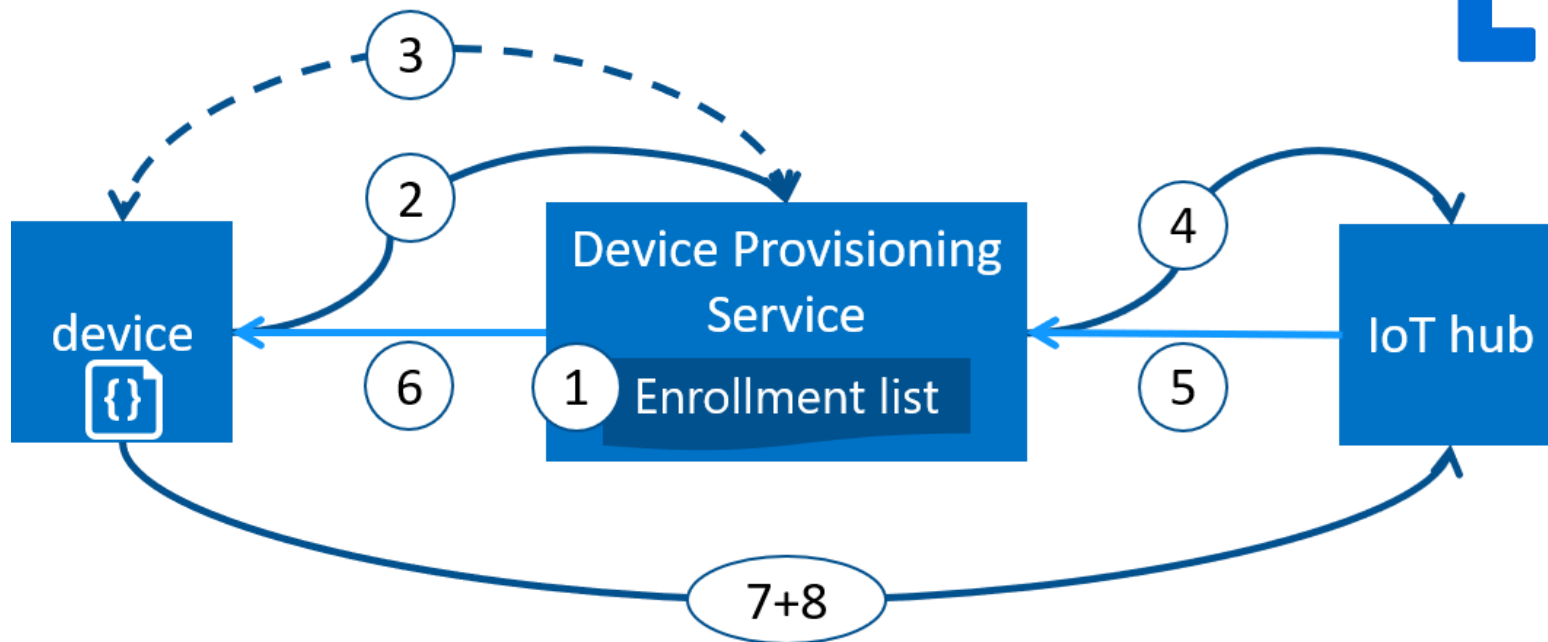 3
2
4
Device Provisioning
Service
device
IoT hub
{}
6
1
Enrollment list
5
7+8